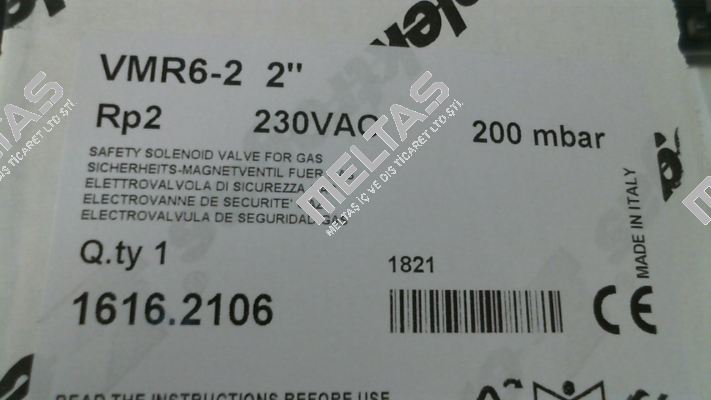 VMR6-2 2"
Rp2 230VAC 200 mbar
SAFETY SOLENOID VALVE FOR GAS
SICHERHEITS-MAGNETVENTIL FUER
ELETTROVALVOLA DI SICUREZZA
ELECTROVANNE DE SECURITE'
ELECTROVALVULA DE SEGURIDAD GAS
Q.ty 1
1821
1616.2106
MADE IN ITALY
CE
READ THE INSTRUCTIONS BEFORE USE
MELTAS
MELTAŞ İÇ VE DIŞ TİCARET LTD ŞTİ.